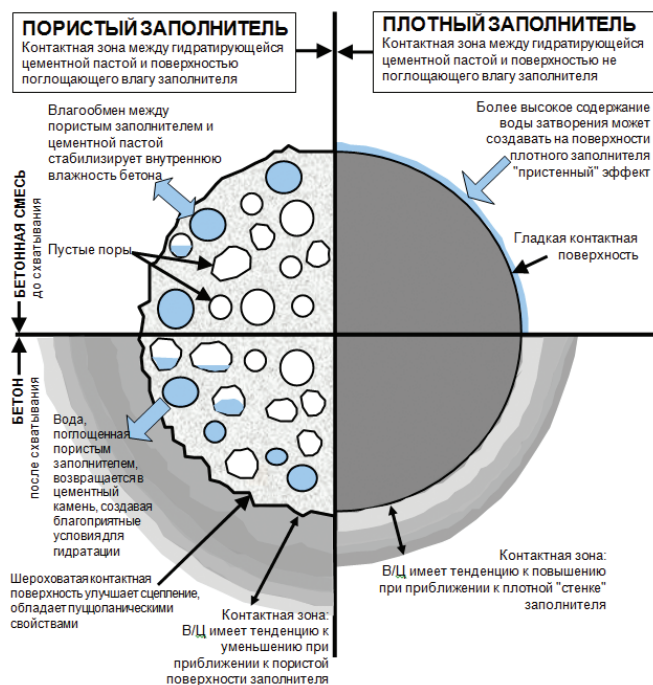 ПОРИСТЫЙ ЗАПОЛНИТЕЛЬ
Контактная зона между гидратирующейся
цементной пастой и поверхностью
поглощающего влагу заполнителя
ПЛОТНЫЙ ЗАПОЛНИТЕЛЬ
Контактная зона между гидратирующейся
цементной пастой и поверхностью не
поглощающего влагу заполнителя
Влагообмен между
пористым заполнителем и
цементной пастой
стабилизирует внутреннюю
влажность бетона
Более высокое содержание
воды затворения может
создавать на поверхности
плотного заполнителя
"пристенный" эффект
Пустые поры
Гладкая контактная
поверхность
БЕТОННАЯ СМЕСЬ
до схватывания
БЕТОН
после схватывания
Вода,
поглощенная
пористым
заполнителем,
возвращается в
цементный
камень, создавая
благоприятные
условия для
гидратации
Шероховатая контактная
поверхность улучшает сцепление,
обладает пуццоланическими
свойствами
Контактная зона:
В/Ц имеет тенденцию к
уменьшению при
приближении к пористой
поверхности заполнителя
Контактная зона:
В/Ц имеет тенденцию к повышению
при приближении к плотной "стенке"
заполнителя